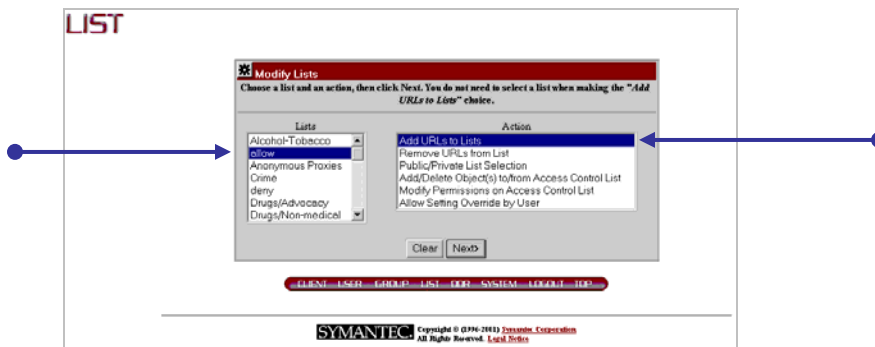 LIST
Modify Lists
Choose a list and an action, then click Next. You do not need to select a list when making the "Add
URLs to Lists" choice.
Lists
Alcohol-Tobacco
allow
Anonymous Proxies
Crime
deny
Drugs/Advocacy
Drugs/Non-medical
Action
Add URLs to Lists
Remove URLs from List
Public/Private List Selection
Add/Delete Object(s) to/from Access Control List
Modify Permissions on Access Control List
Allow Setting Override by User
Clear
Next>
CLIENT USER GROUP LIST DDR SYSTEM LOGOUT TOP
SYMANTEC.
Copyright © (1996-2001) Symantec Corporation
All Rights Reserved. Legal Notice